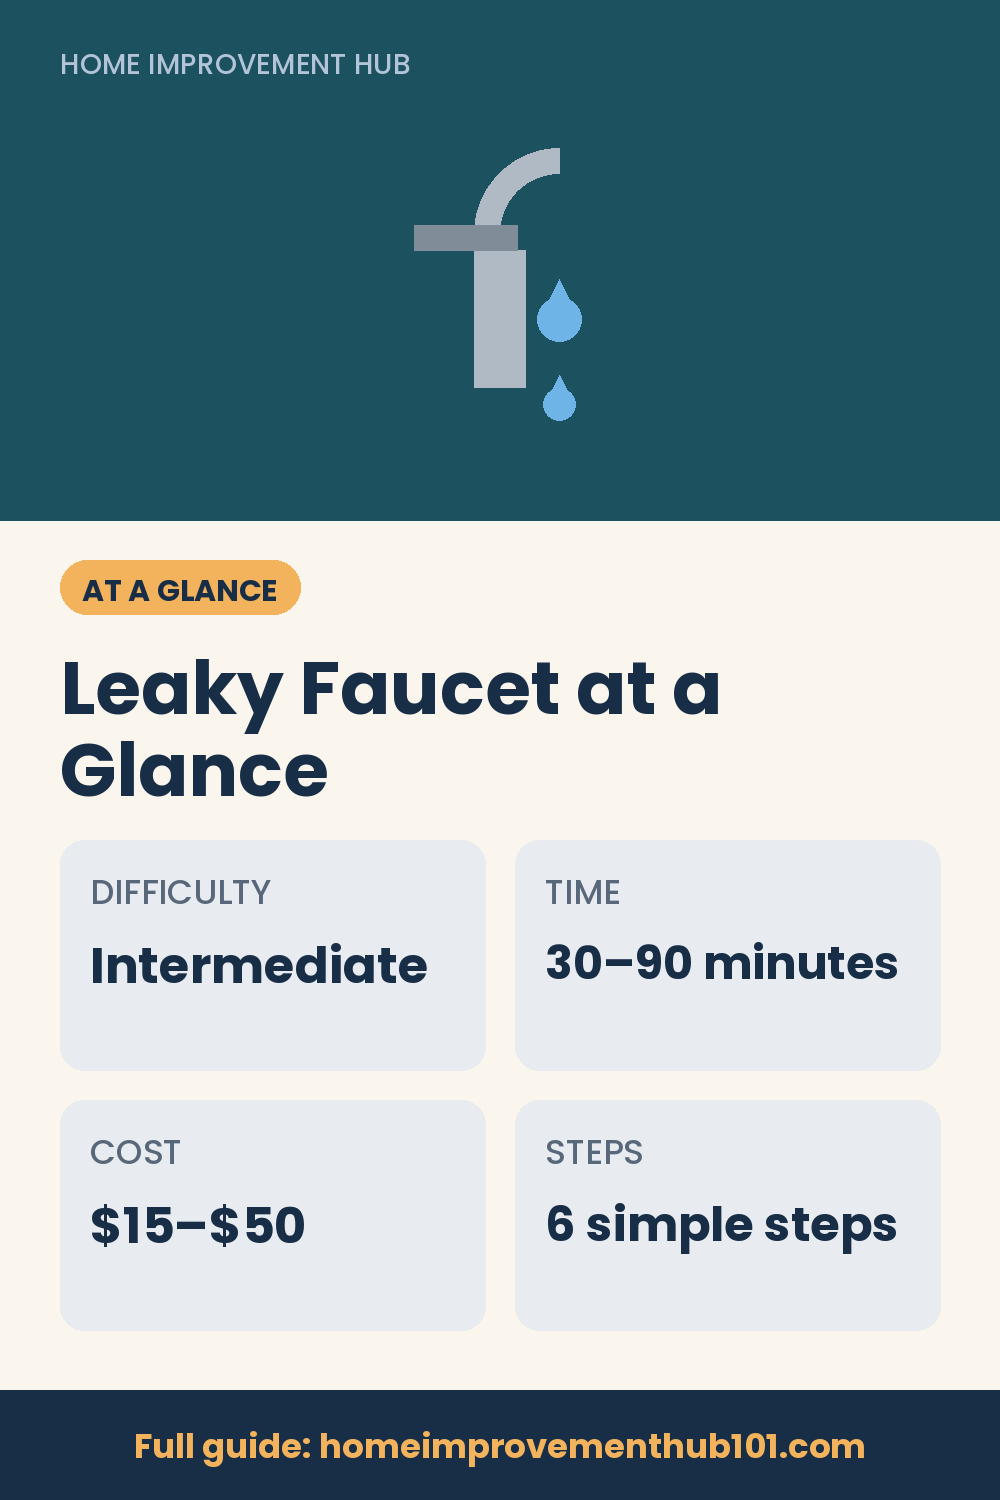 HOME IMPROVEMENT HUB
AT A GLANCE
Leaky Faucet at a
Glance
DIFFICULTY
Intermediate
TIME
30–90 minutes
COST
$15–$50
STEPS
6 simple steps
Full guide: homeimprovementhub101.com